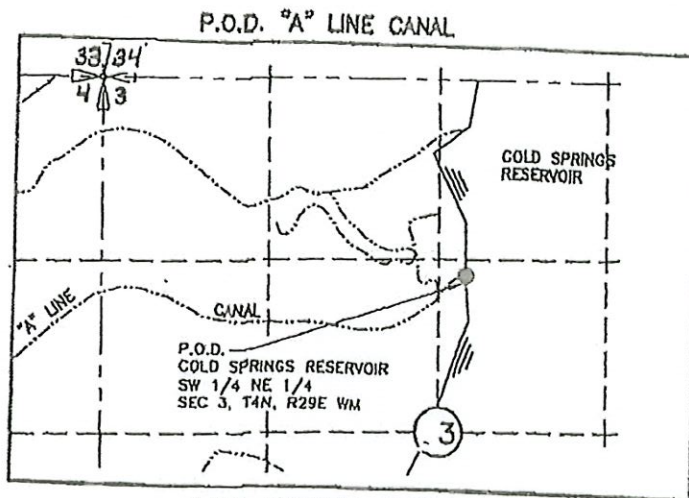 P.O.D. "A" LINE CANAL
33 34
4 3
COLD SPRINGS
RESERVOIR
"A" LINE
CANAL
P.O.D.
COLD SPRINGS RESERVOIR
SW 1/4 NE 1/4
SEC 3, T4N, R29E WM
3